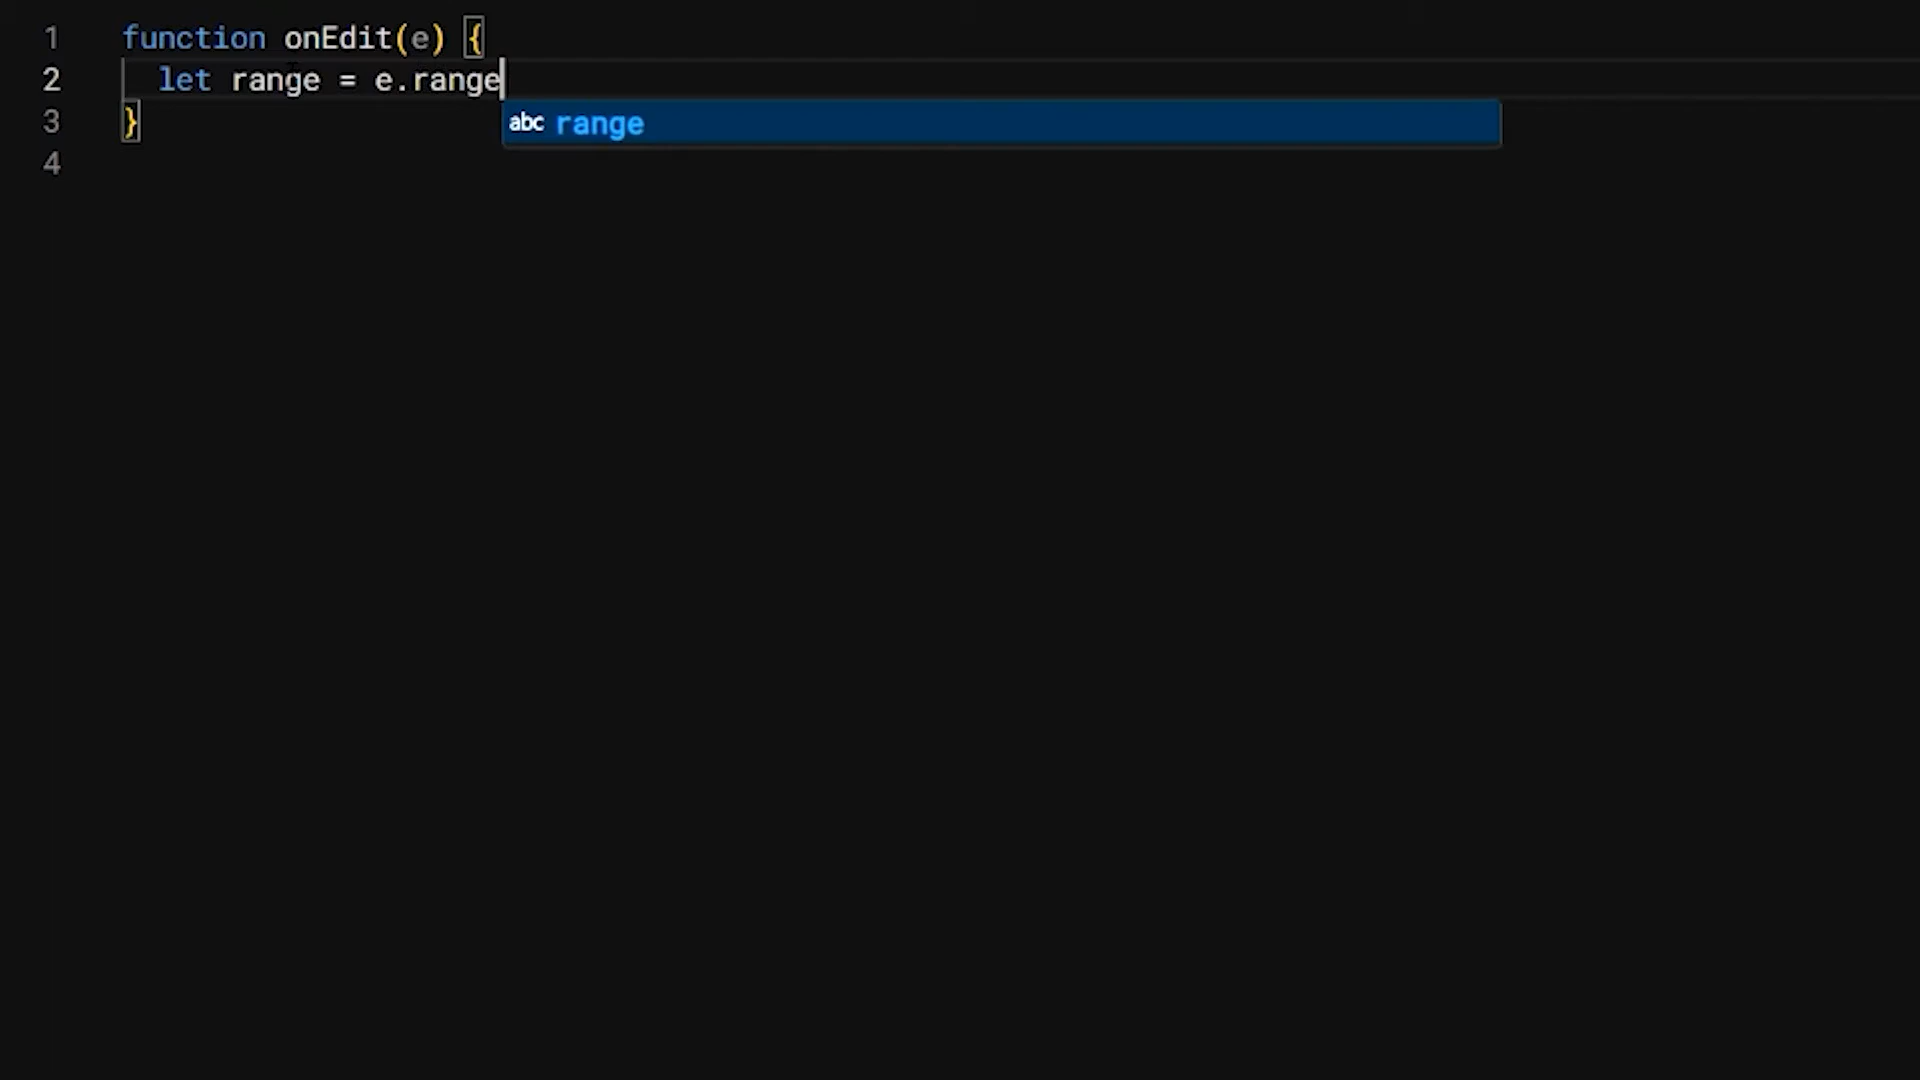 1 function onEdit(e) {
2 let range = e.range
3 }
abc range
4